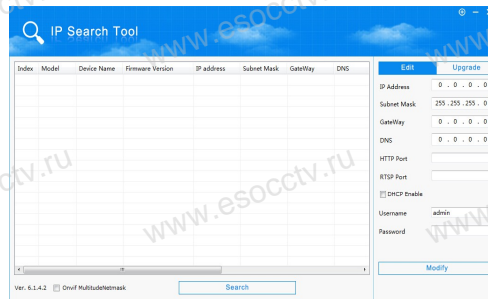 IP Search Tool
www.esocctv.ru
Index Model Device Name Firmware Version IP address Subnet Mask GateWay DNS
Edit Upgrade
IP Address 0 . 0 . 0 . 0
Subnet Mask 255 .255 .255 . 0
GateWay 0 . 0 . 0 . 0
DNS 0 . 0 . 0 . 0
HTTP Port
RTSP Port
DHCP Enable
Username admin
Password
Modify
www.esocctv.ru
Ver. 6.1.4.2 Onvif MultitudeNetmask Search